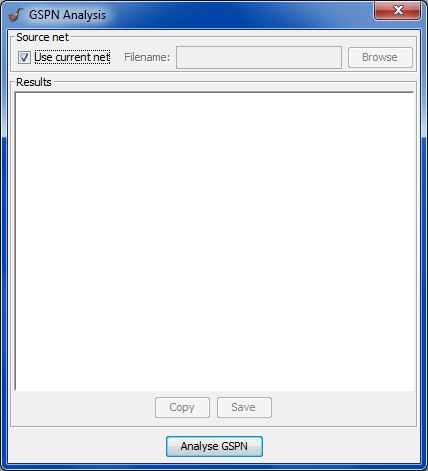 GSPN Analysis
Source net
Use current net Filename: Browse
Results
Copy Save
Analyse GSPN